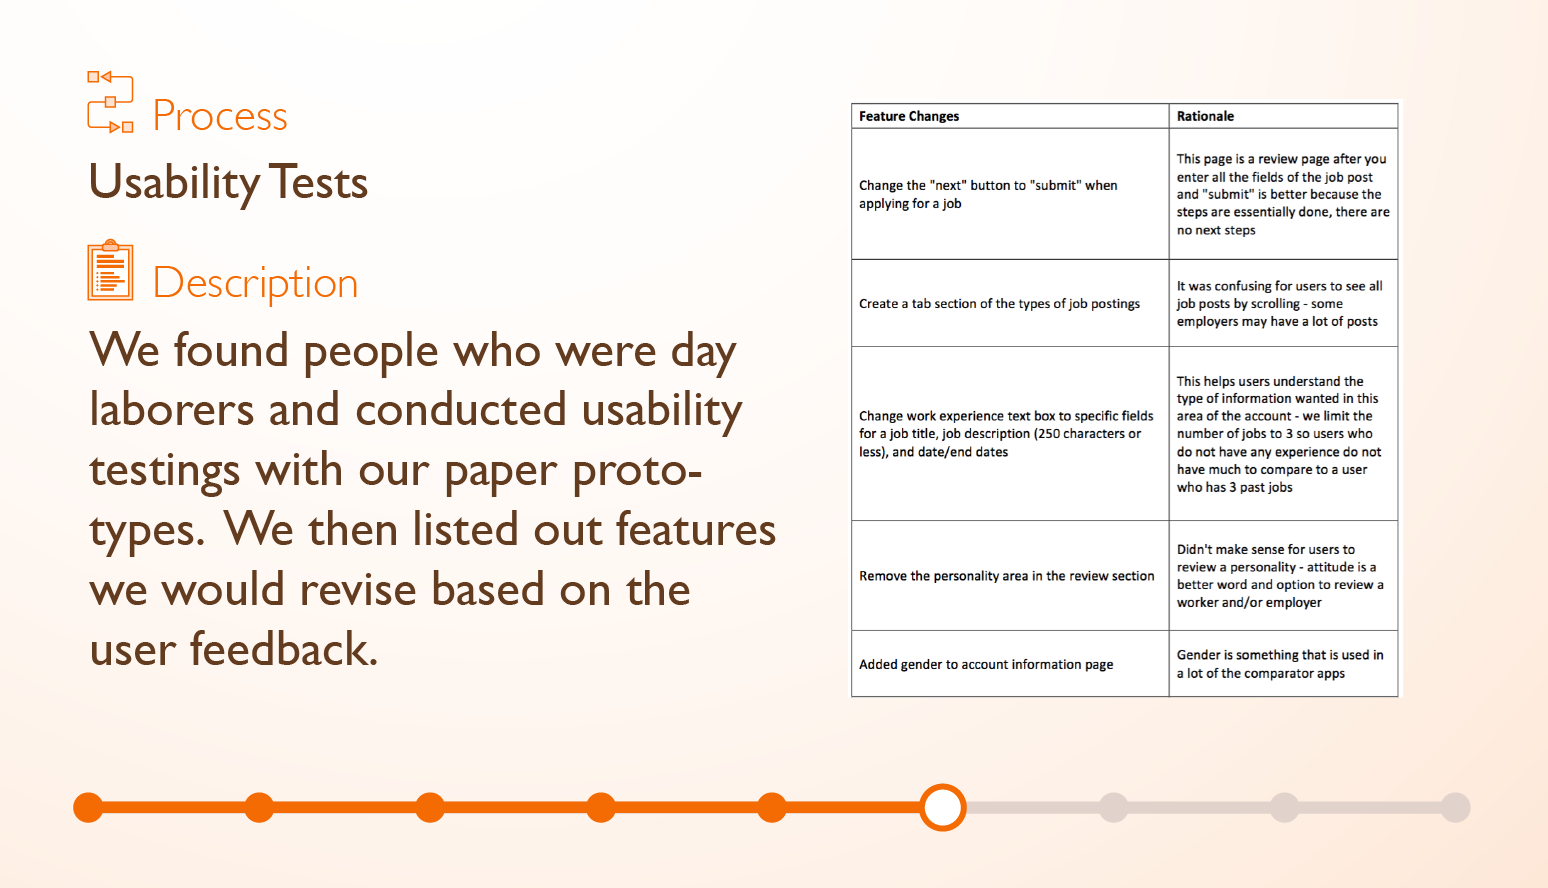 Process
Usability Tests
Description
We found people who were day
laborers and conducted usability
testings with our paper proto-
types. We then listed out features
we would revise based on the
user feedback.
Feature Changes
Rationale
Change the "next" button to "submit" when
applying for a job
This page is a review page after you
enter all the fields of the job post
and "submit" is better because the
steps are essentially done, there are
no next steps
Create a tab section of the types of job postings
It was confusing for users to see all
job posts by scrolling - some
employers may have a lot of posts
Change work experience text box to specific fields
for a job title, job description (250 characters or
less), and date/end dates
This helps users understand the
type of information wanted in this
area of the account - we limit the
number of jobs to 3 so users who
do not have any experience do not
have much to compare to a user
who has 3 past jobs
Remove the personality area in the review section
Didn't make sense for users to
review a personality - attitude is a
better word and option to review a
worker and/or employer
Added gender to account information page
Gender is something that is used in
a lot of the comparator apps